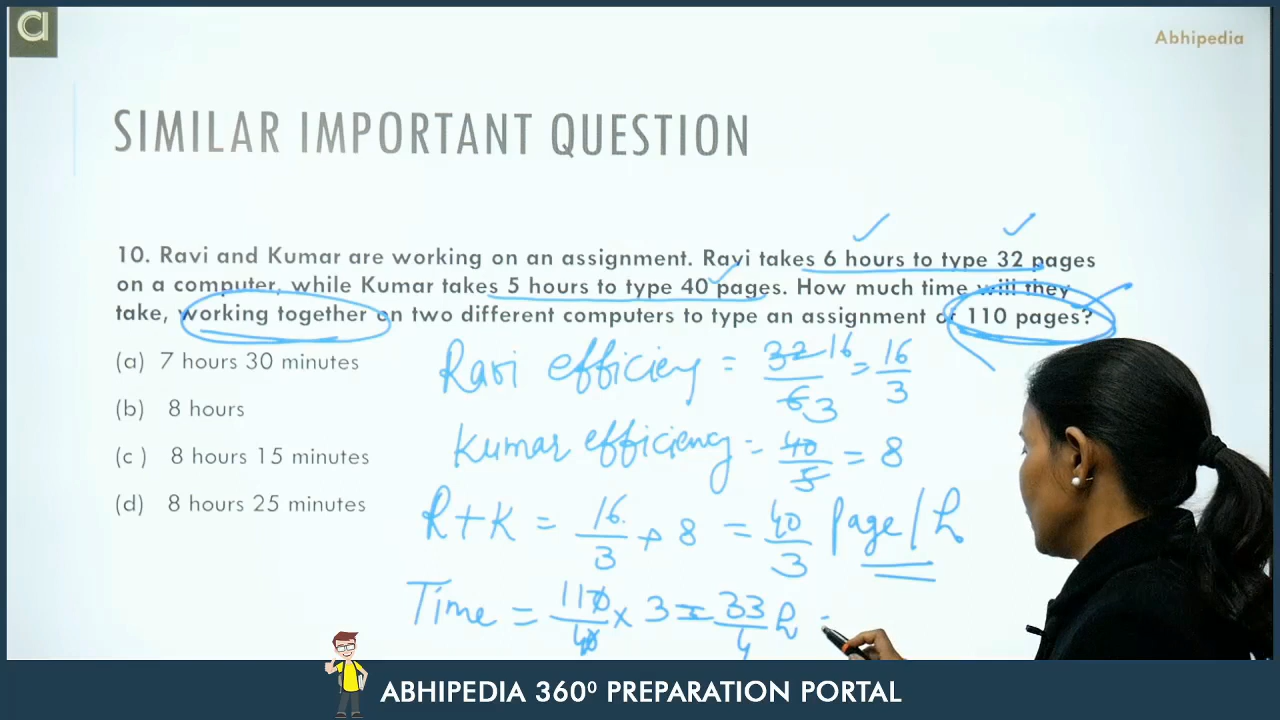 a
Abhipedia
SIMILAR IMPORTANT QUESTION
10. Ravi and Kumar are working on an assignment. Ravi takes 6 hours to type 32 pages
on a computer, while Kumar takes 5 hours to type 40 pages. How much time will they
take, working together on two different computers to type an assignment of 110 pages?
(a) 7 hours 30 minutes
(b) 8 hours
(c ) 8 hours 15 minutes
(d) 8 hours 25 minutes
Ravi efficiency = 32/6 16/3 = 16/3
Kumar efficiency = 40/5 = 8
R+K = 16/3 + 8 = 40/3 Page/h
Time = 110/40 × 3 = 33/4 h =
ABHIPEDIA 360⁰ PREPARATION PORTAL